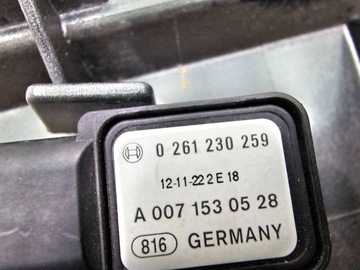 0 261 230 259
12-11-22 2 E 18
A 007 153 05 28
816 GERMANY